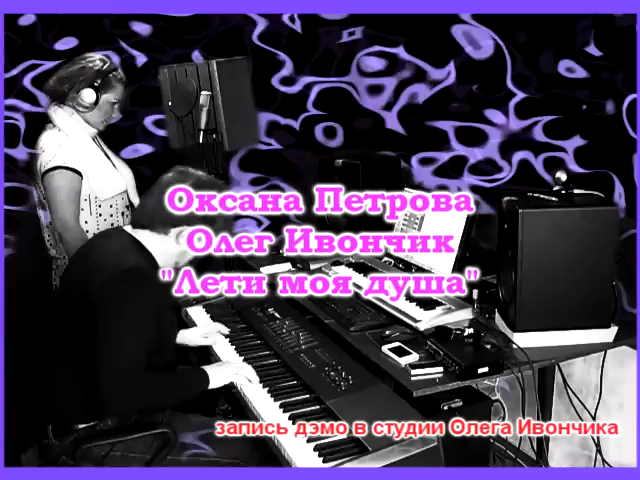 Оксана Петрова
Олег Ивончик
"Лети моя душа"
запись дэмо в студии Олега Ивончика